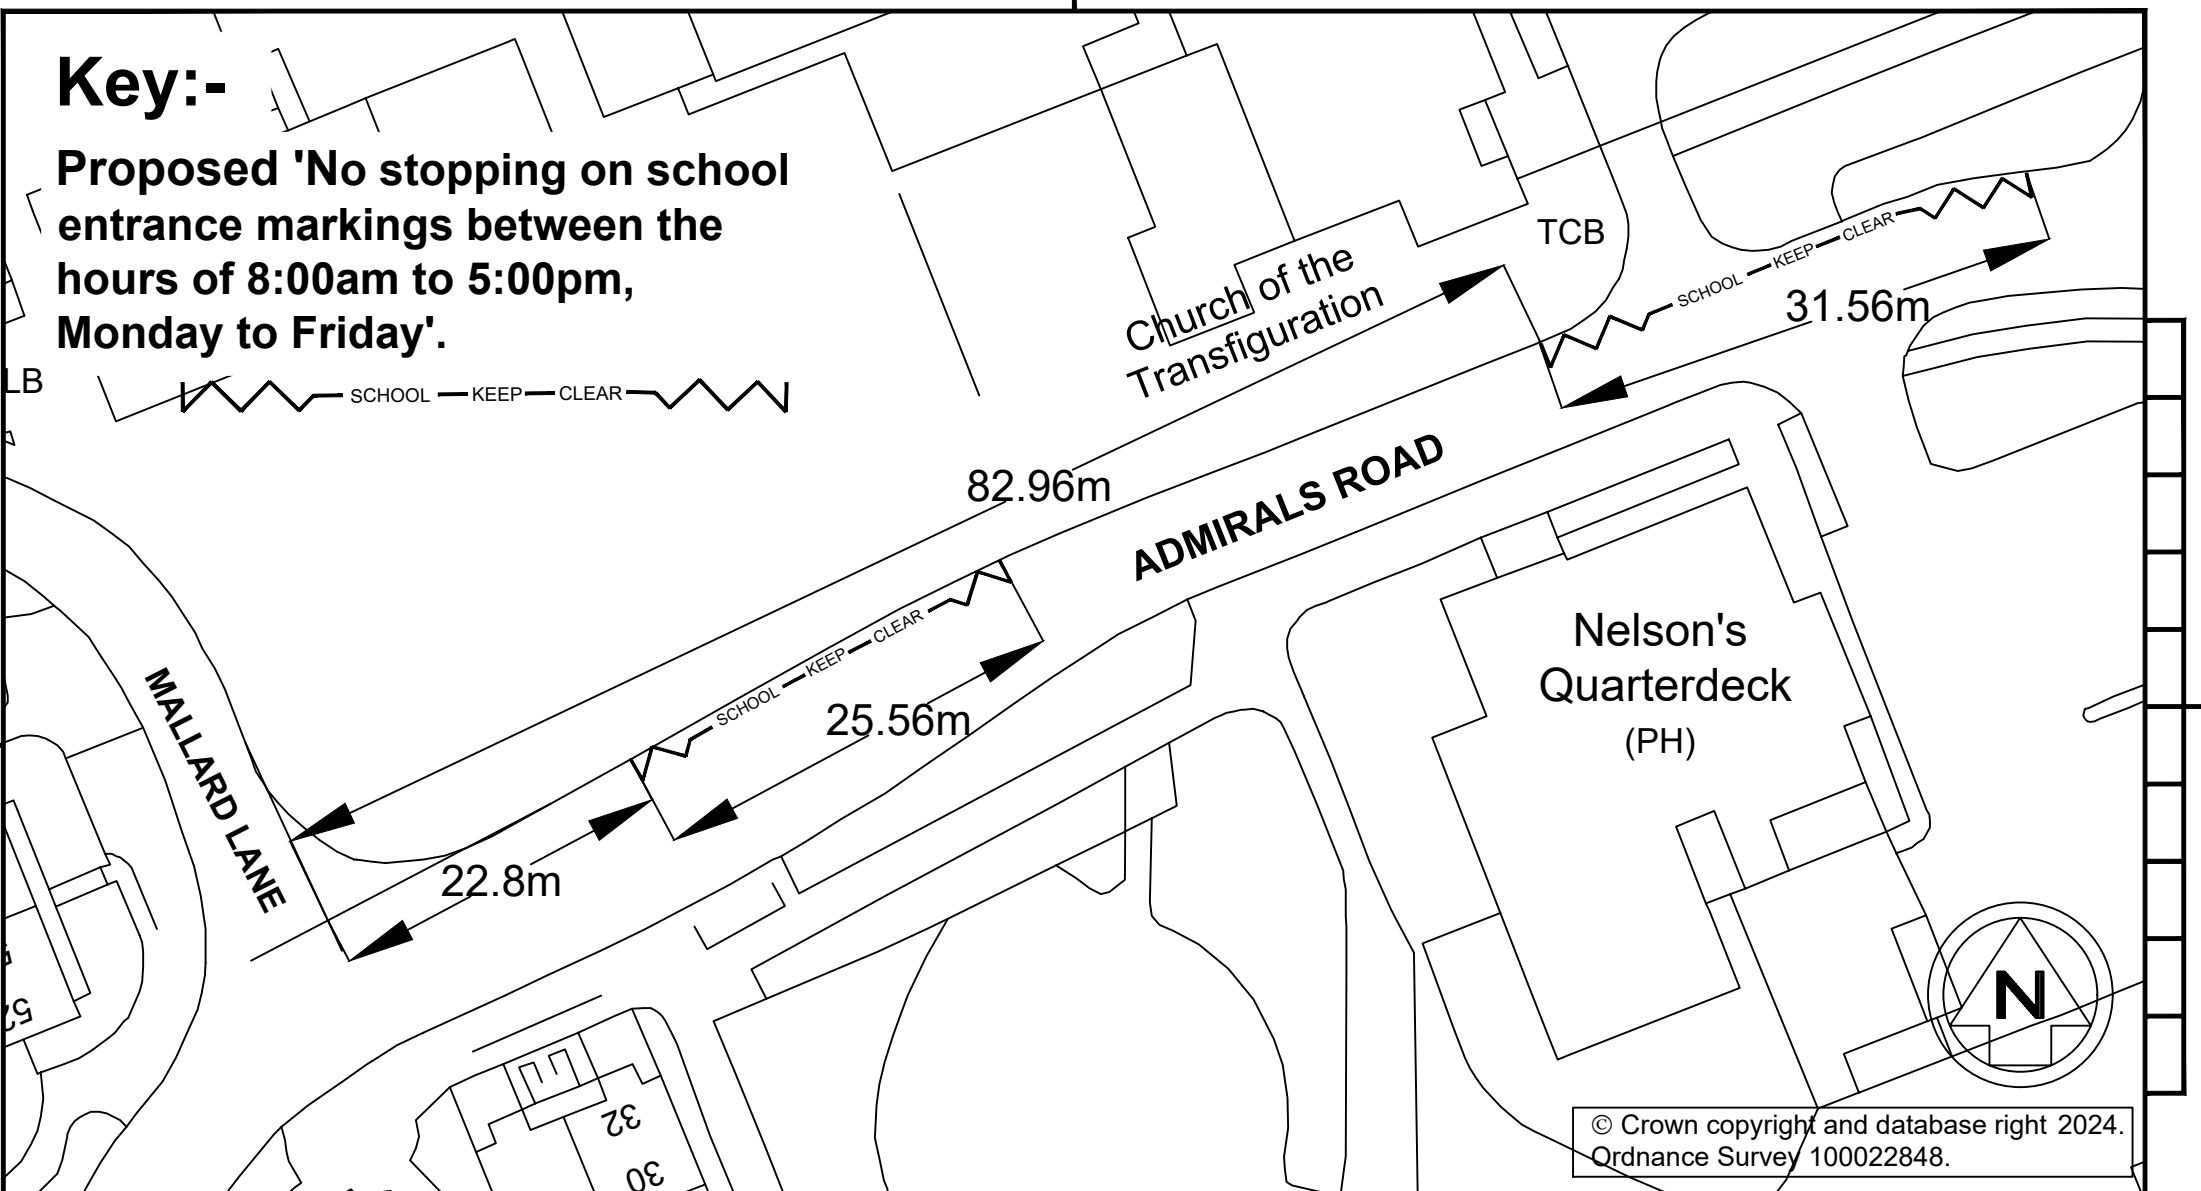 Key:-
Proposed 'No stopping on school
entrance markings between the
hours of 8:00am to 5:00pm,
Monday to Friday'.
LB
SCHOOL KEEP CLEAR
TCB
Church of the
Transfiguration
SCHOOL KEEP CLEAR
31.56m
82.96m
ADMIRALS ROAD
SCHOOL KEEP CLEAR
25.56m
22.8m
MALLARD LANE
Nelson's
Quarterdeck
(PH)
52
32
30
N
© Crown copyright and database right 2024.
Ordnance Survey 100022848.